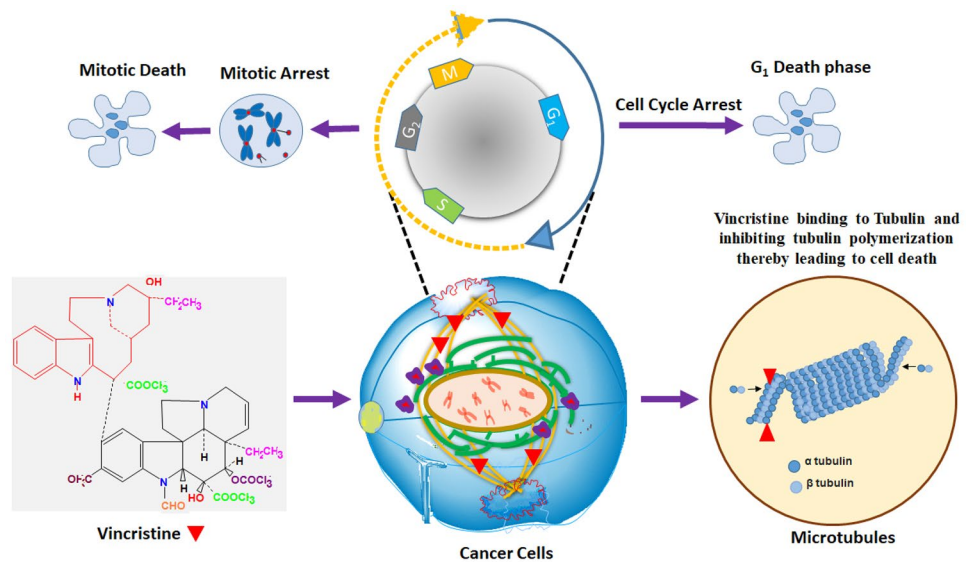 Mitotic Death
Mitotic Arrest
M
G1
G2
S
Cell Cycle Arrest
G1 Death phase
Vincristine binding to Tubulin and
inhibiting tubulin polymerization
thereby leading to cell death
OH
N
CH2CH3
N
H
COOCl3
N
CH2CH3
H
H
OCOCl3
H
N
HO
COOCl3
CHO
Vincristine
Cancer Cells
α tubulin
β tubulin
Microtubules